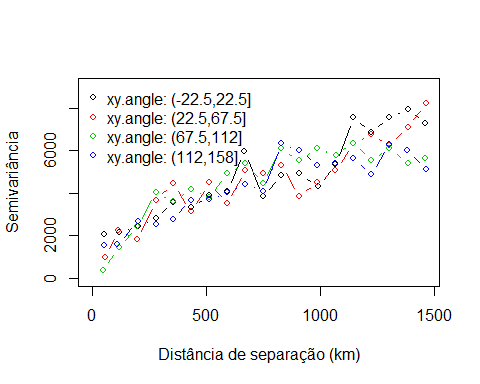 xy.angle: (-22.5,22.5]
xy.angle: (22.5,67.5]
xy.angle: (67.5,112]
xy.angle: (112,158]
Semivariância
6000
2000
0
0
500
1000
1500
Distância de separação (km)